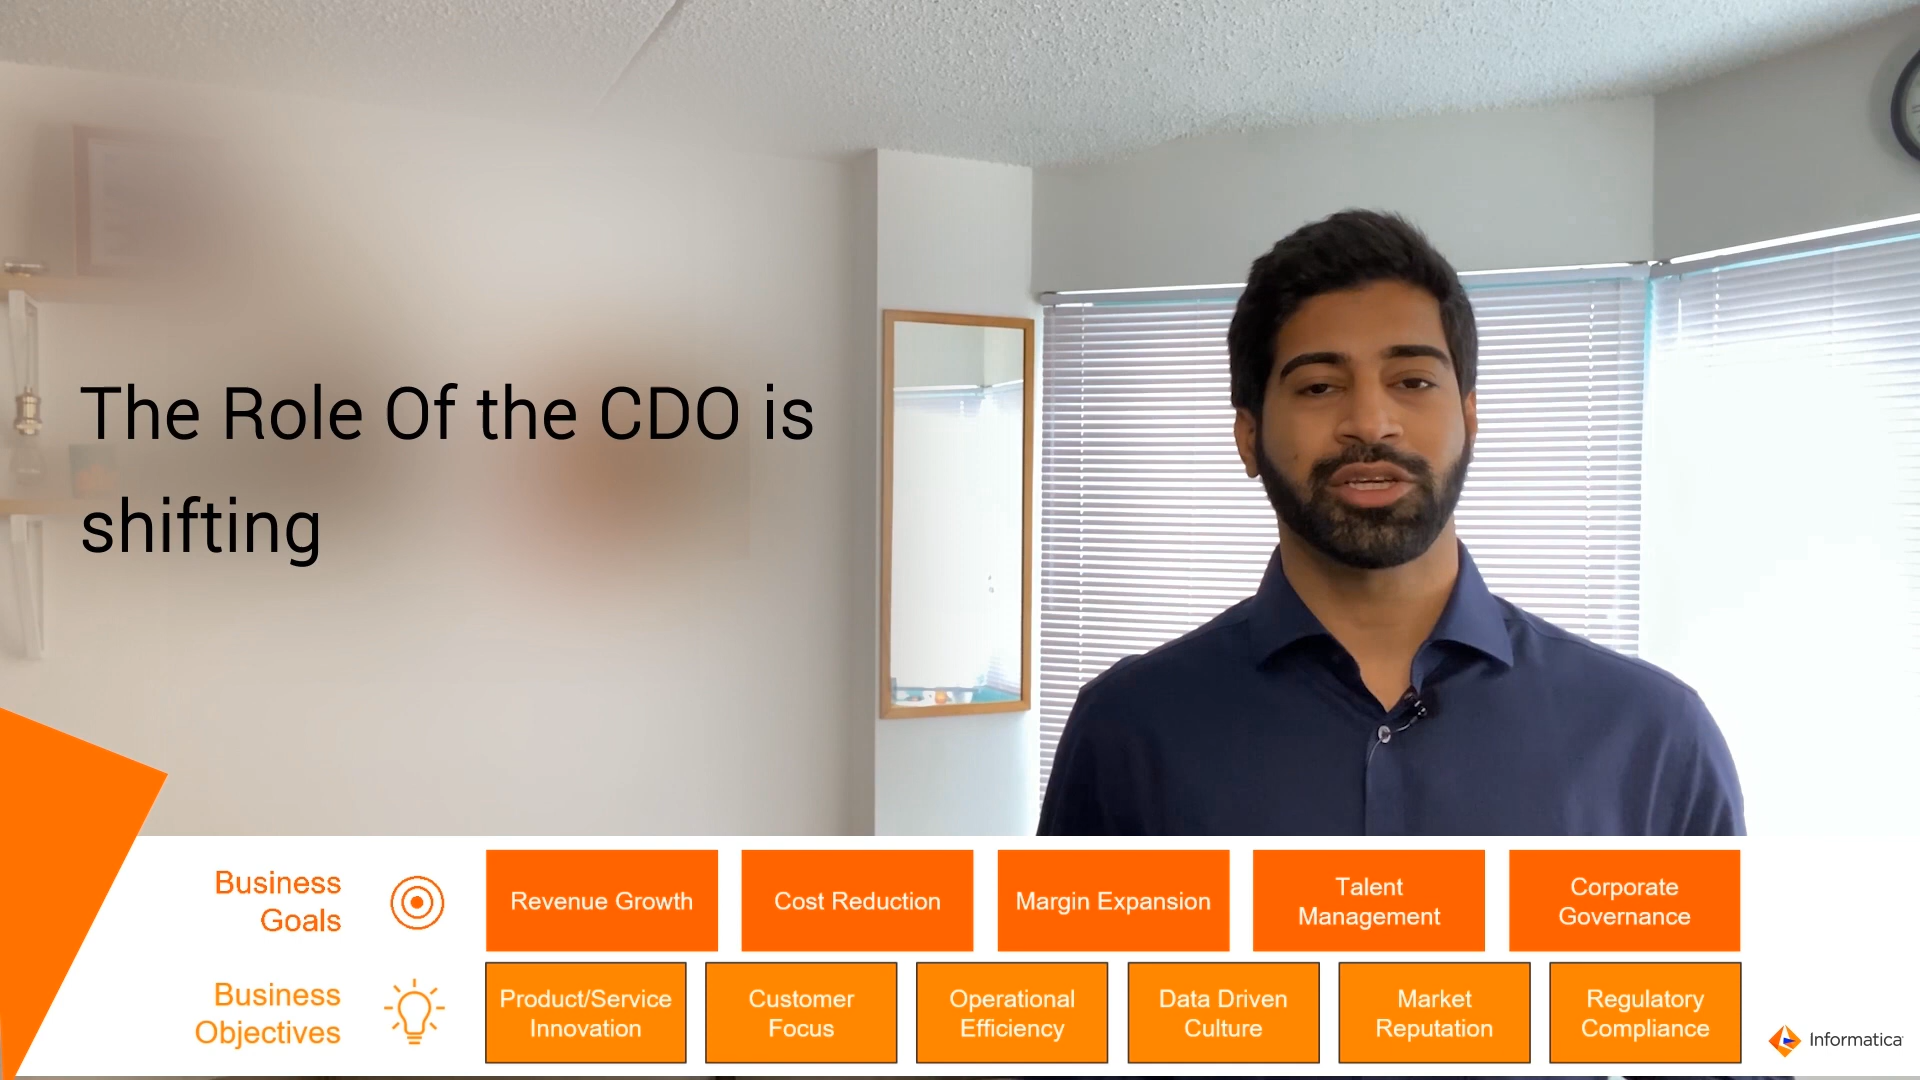 The Role Of the CDO is
shifting
Business
Goals
Revenue Growth
Cost Reduction
Margin Expansion
Talent
Management
Corporate
Governance
Business
Objectives
Product/Service
Innovation
Customer
Focus
Operational
Efficiency
Data Driven
Culture
Market
Reputation
Regulatory
Compliance
Informatica